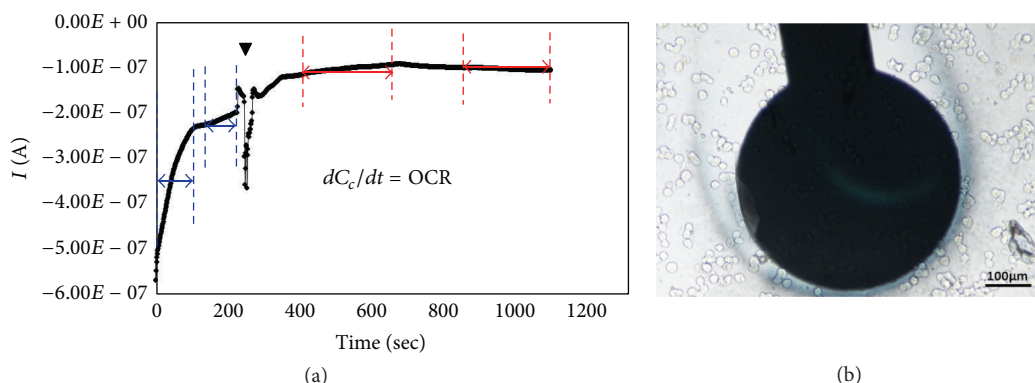 0.00E + 00
−1.00E − 07
−2.00E − 07
−3.00E − 07
−4.00E − 07
−5.00E − 07
−6.00E − 07
I (A)
dC_c/dt = OCR
0 200 400 600 800 1000 1200
Time (sec)
(a)
100μm
(b)